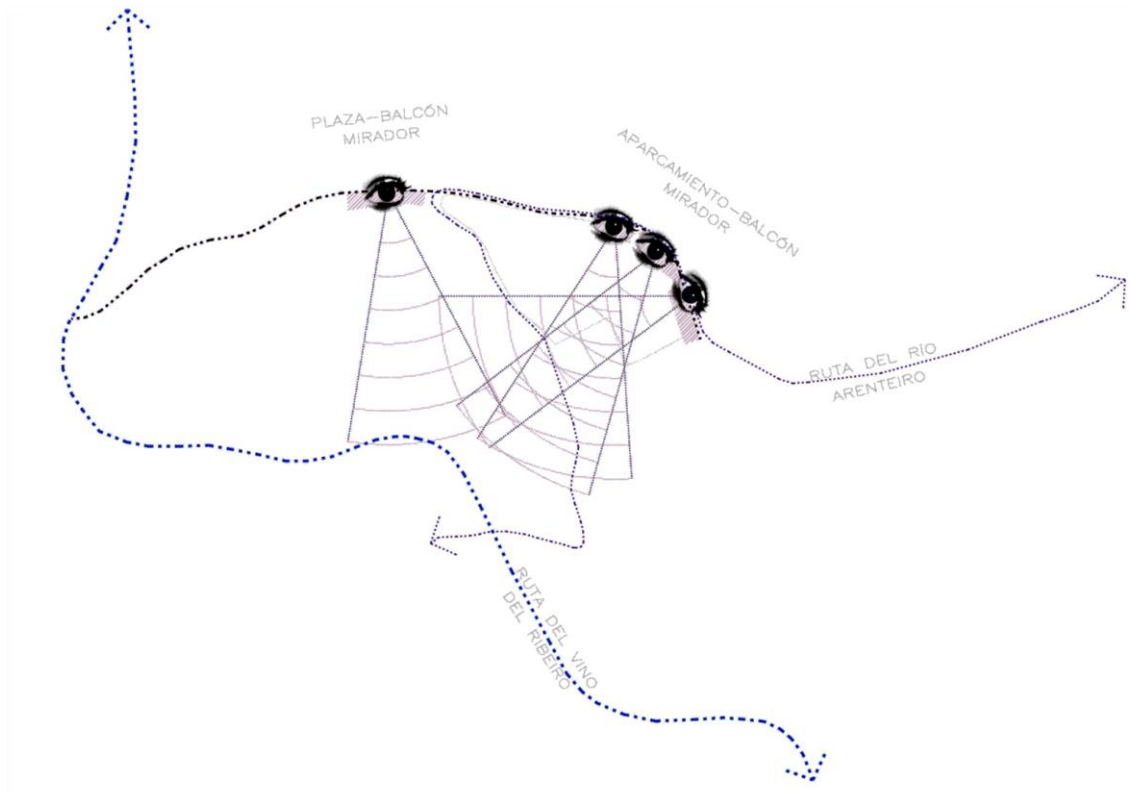 PLAZA–BALCÓN
MIRADOR
APARCAMIENTO–BALCÓN
MIRADOR
RUTA DEL RÍO
ARENTEIRO
RUTA DEL VINO
DEL RIBEIRO